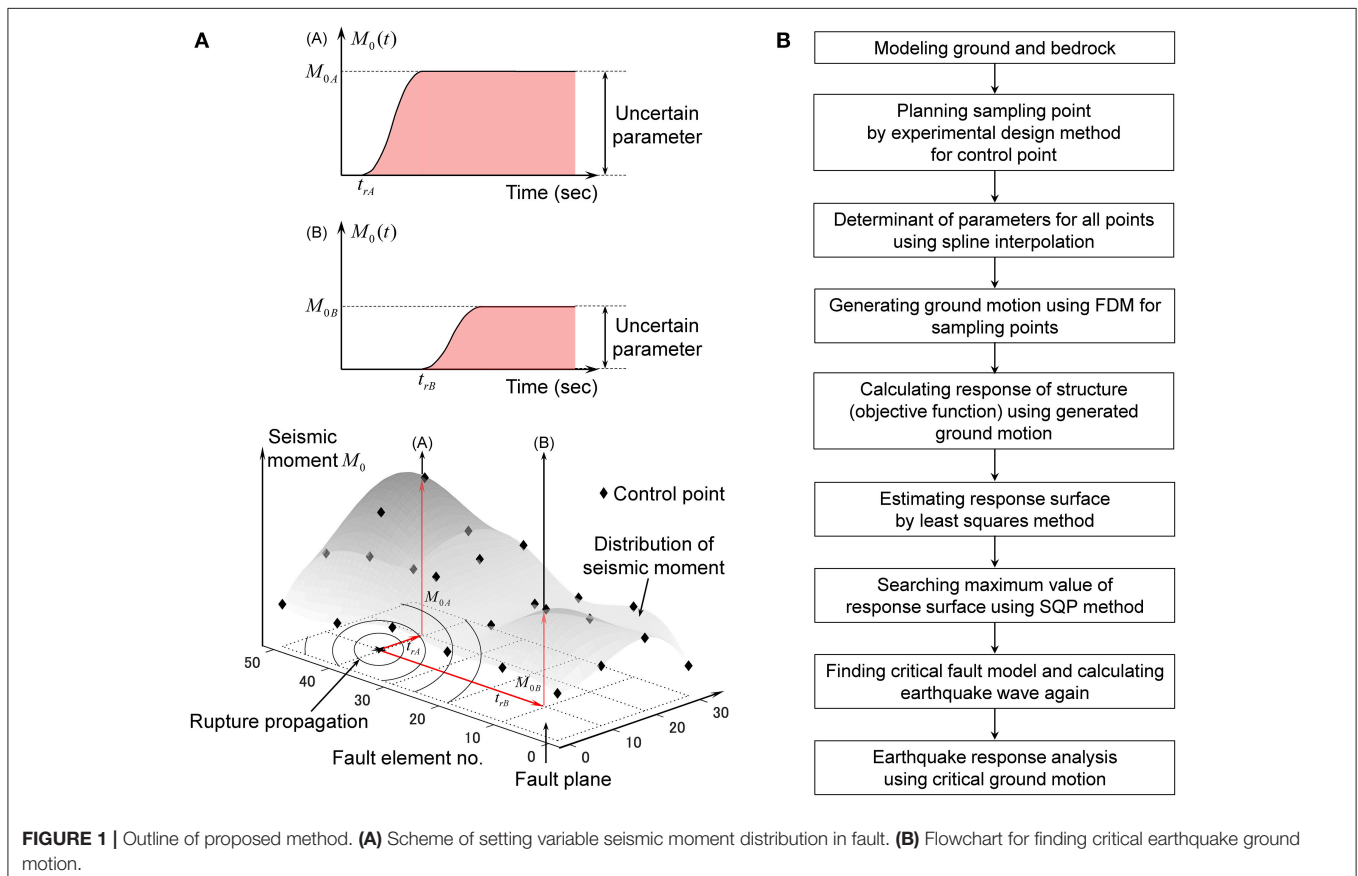 A
(A)
M₀(t)
M₀A
Uncertain
parameter
t_rA
Time (sec)
(B)
M₀(t)
M₀B
Uncertain
parameter
t_rB
Time (sec)
Seismic
moment M₀
(A)
(B)
Control point
Distribution of
seismic moment
M₀A
t_rA
M₀B
t_rB
50
40
30
20
10
0
0
10
20
30
Rupture propagation
Fault element no.
Fault plane
B
Modeling ground and bedrock
Planning sampling point
by experimental design method
for control point
Determinant of parameters for all points
using spline interpolation
Generating ground motion using FDM for
sampling points
Calculating response of structure
(objective function) using generated
ground motion
Estimating response surface
by least squares method
Searching maximum value of
response surface using SQP method
Finding critical fault model and calculating
earthquake wave again
Earthquake response analysis
using critical ground motion
FIGURE 1 | Outline of proposed method. (A) Scheme of setting variable seismic moment distribution in fault. (B) Flowchart for finding critical earthquake ground
motion.